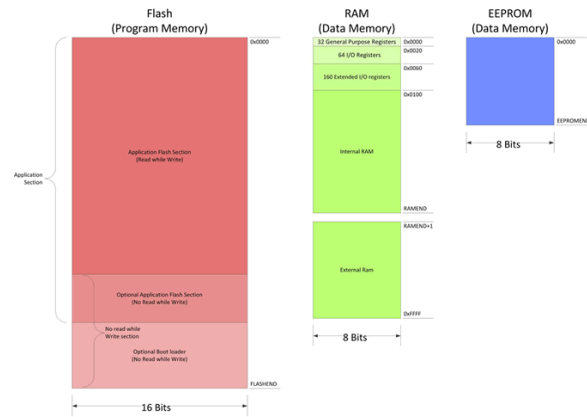 Flash
(Program Memory)
0x0000
Application Flash Section
(Read while Write)
Application
Section
Optional Application Flash Section
(No Read while Write)
No read while
Write section
Optional Boot loader
(No Read while Write)
FLASHEND
16 Bits
RAM
(Data Memory)
32 General Purpose Registers
0x0000
0x0020
64 I/O Registers
0x0060
160 Extended I/O registers
0x0100
Internal RAM
RAMEND
RAMEND+1
External Ram
0xFFFF
8 Bits
EEPROM
(Data Memory)
0x0000
EEPROMEND
8 Bits